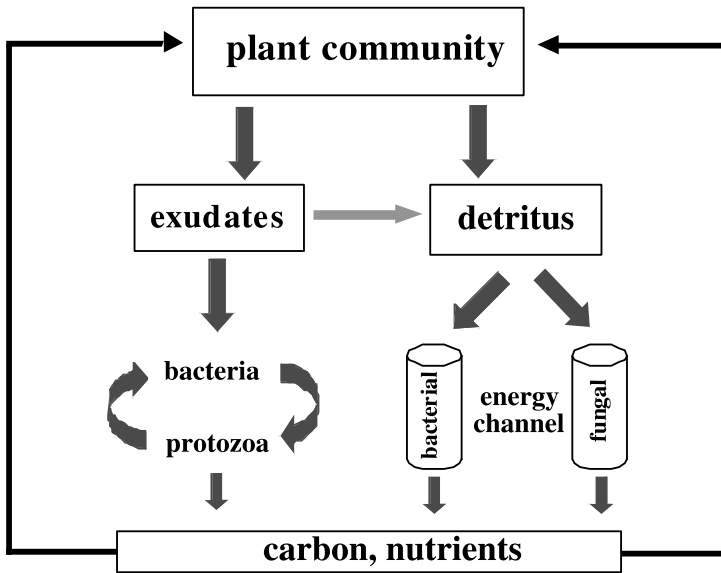 plant community
exudates
detritus
bacteria
protozoa
bacterial
energy
channel
fungal
carbon, nutrients